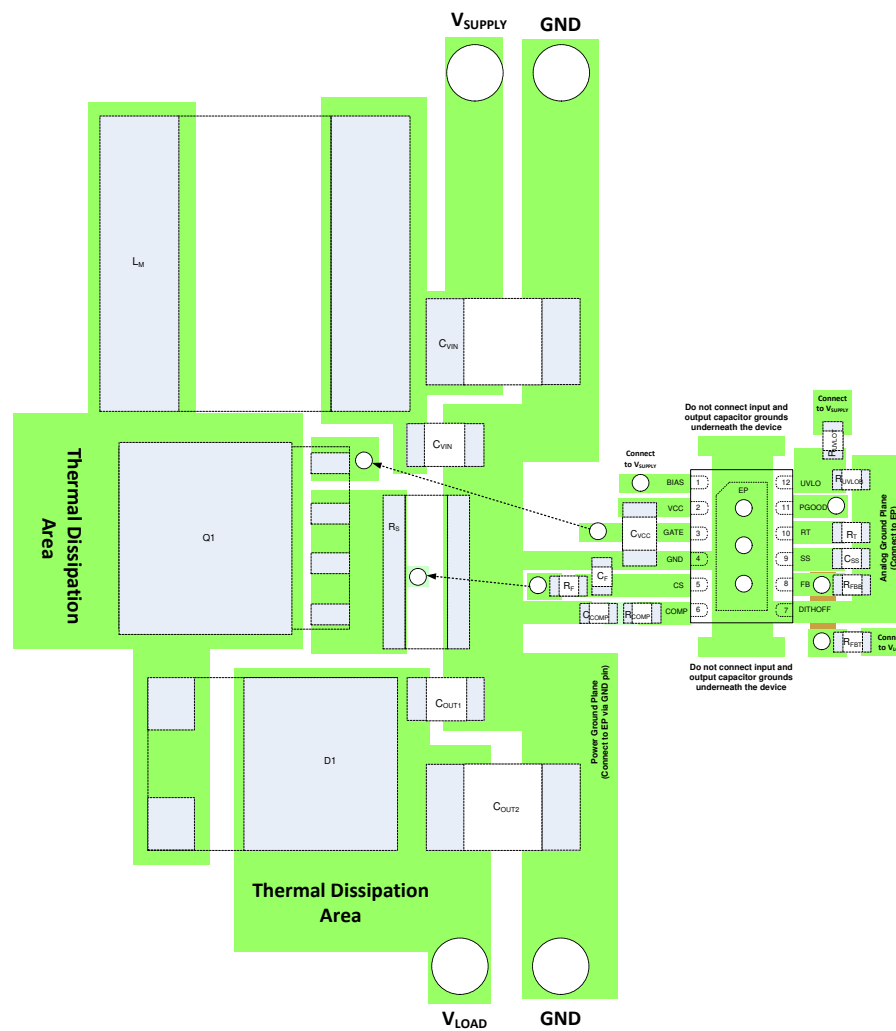 VSUPPLY
GND
LM
CVIN
CVIN
Thermal Dissipation
Area
Q1
RS
Do not connect input and
output capacitor grounds
underneath the device
Connect
to VSUPPLY
RUVLOT
Connect
to VSUPPLY
BIAS
1
EP
12
UVLO
RUVLOB
VCC
2
11
PGOOD
CVCC
GATE
3
10
RT
RT
GND
4
9
SS
CSS
RF
CF
CS
5
8
FB
RFBB
CCOMP
RCOMP
COMP
6
7
DITHOFF
RFBT
Connec
Analog Ground Plane
(Connect to EP)
Do not connect input and
output capacitor grounds
underneath the device
COUT1
D1
COUT2
Power Ground Plane
(Connect to EP via GND pin)
Thermal Dissipation
Area
VLOAD
GND